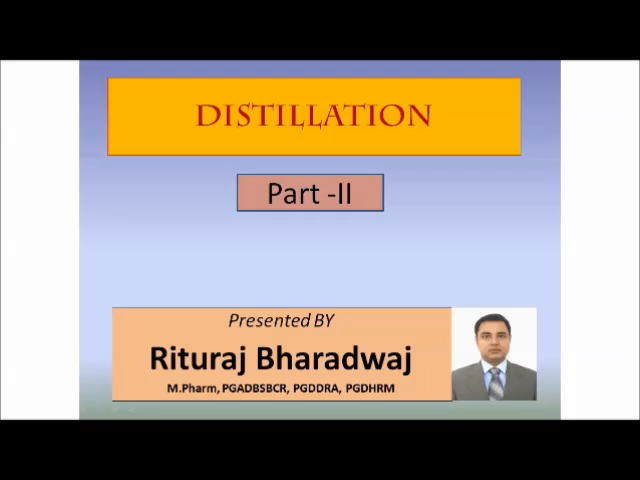 DISTILLATION
Part -II
Presented BY
Rituraj Bharadwaj
M.Pharm, PGADBSBCR, PGDDRA, PGDHRM